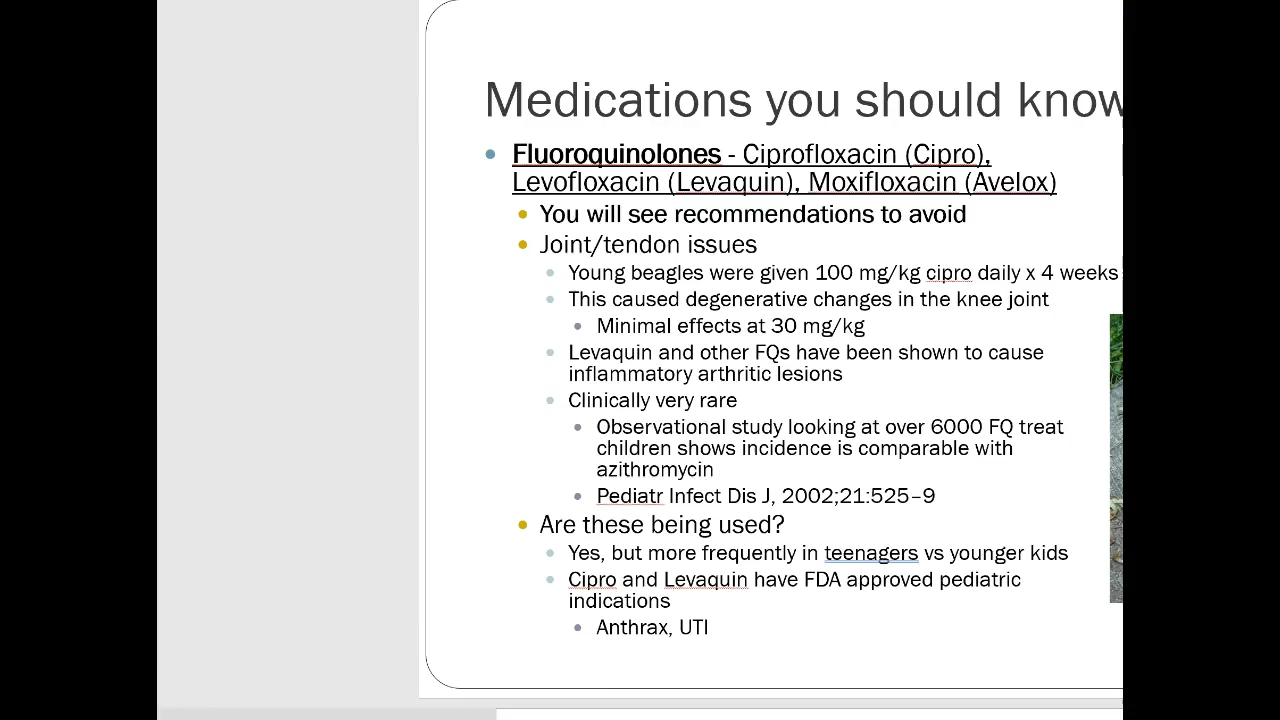 Medications you should know
Fluoroquinolones - Ciprofloxacin (Cipro),
Levofloxacin (Levaquin), Moxifloxacin (Avelox)
You will see recommendations to avoid
Joint/tendon issues
Young beagles were given 100 mg/kg cipro daily x 4 weeks
This caused degenerative changes in the knee joint
Minimal effects at 30 mg/kg
Levaquin and other FQs have been shown to cause
inflammatory arthritic lesions
Clinically very rare
Observational study looking at over 6000 FQ treat
children shows incidence is comparable with
azithromycin
Pediatr Infect Dis J, 2002;21:525–9
Are these being used?
Yes, but more frequently in teenagers vs younger kids
Cipro and Levaquin have FDA approved pediatric
indications
Anthrax, UTI